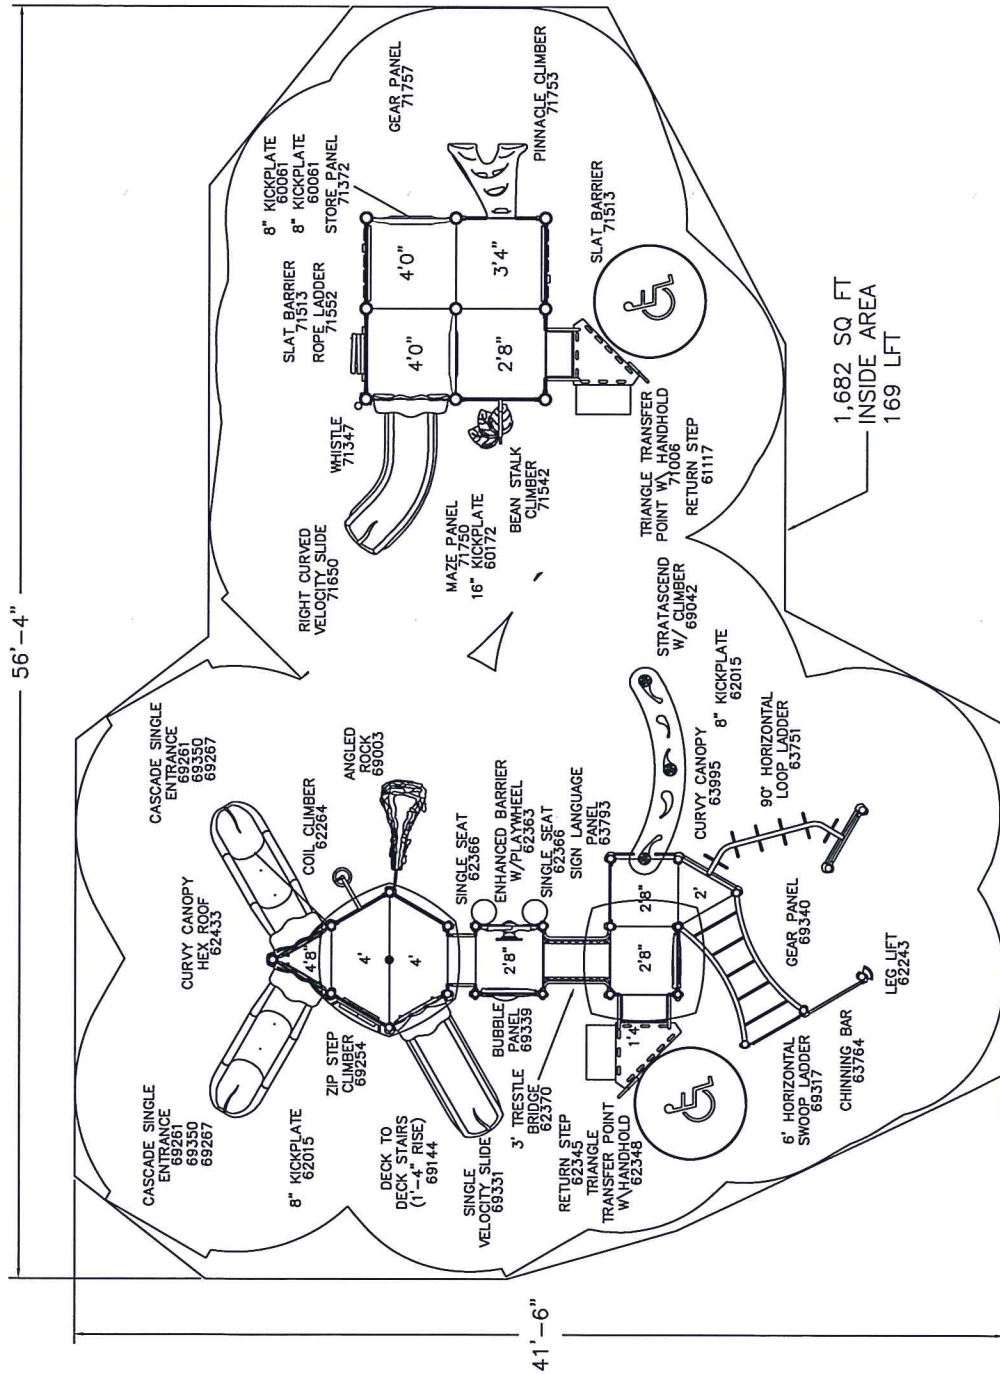 56'-4"
41'-6"
CASCADE SINGLE
ENTRANCE
69261
69350
69267
CURVY CANOPY
HEX ROOF
62433
CASCADE SINGLE
ENTRANCE
69261
69350
69267
8" KICKPLATE
62015
ZIP STEP
CLIMBER
69254
COIL CLIMBER
62264
ANGLED
ROCK
69003
4'8"
4'
4'
DECK TO
DECK STAIRS
(1'-4" RISE)
69144
SINGLE
VELOCITY SLIDE
69331
BUBBLE
PANEL
69339
2'8"
SINGLE SEAT
62366
ENHANCED BARRIER
W/PLAYWHEEL
62363
SINGLE SEAT
62366
SIGN LANGUAGE
PANEL
63793
3' TRESTLE
BRIDGE
62370
RETURN STEP
62345
TRIANGLE
TRANSFER POINT
W\HANDHOLD
62348
1'4"
2'8"
2'8"
2'
STRATASCEND
W/ CLIMBER
69042
CURVY CANOPY
63995
8" KICKPLATE
62015
90° HORIZONTAL
LOOP LADDER
63751
GEAR PANEL
69340
6' HORIZONTAL
SWOOP LADDER
69317
CHINNING BAR
63764
LEG LIFT
62243
RIGHT CURVED
VELOCITY SLIDE
71650
WHISTLE
71347
SLAT BARRIER
71513
ROPE LADDER
71552
8" KICKPLATE
60061
8" KICKPLATE
60061
STORE PANEL
71372
GEAR PANEL
71757
4'0"
4'0"
2'8"
3'4"
PINNACLE CLIMBER
71753
MAZE PANEL
71750
16" KICKPLATE
60172
BEAN STALK
CLIMBER
71542
SLAT BARRIER
71513
TRIANGLE TRANSFER
POINT W\ HANDHOLD
71006
RETURN STEP
61117
1,682 SQ FT
INSIDE AREA
169 LFT